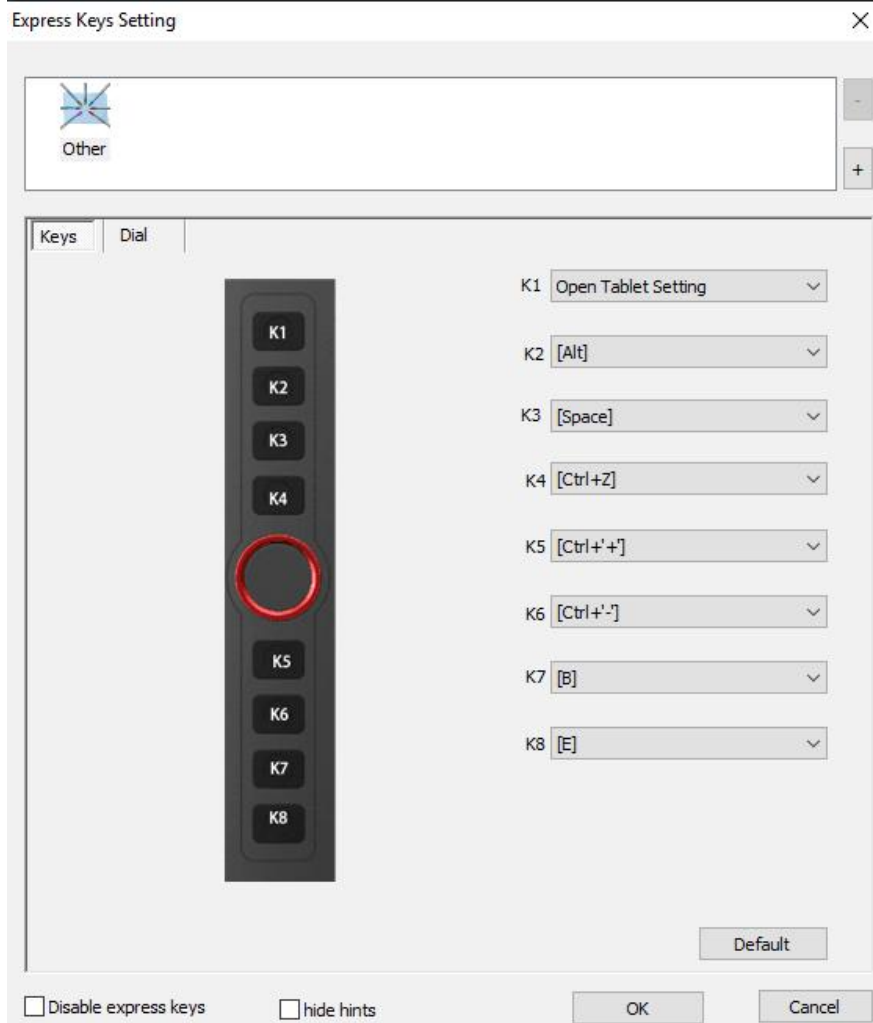 Express Keys Setting
Other
-
+
Keys Dial
K1
K2
K3
K4
K5
K6
K7
K8
K1 Open Tablet Setting
K2 [Alt]
K3 [Space]
K4 [Ctrl+Z]
K5 [Ctrl+'+']
K6 [Ctrl+'-']
K7 [B]
K8 [E]
Default
Disable express keys hide hints OK Cancel